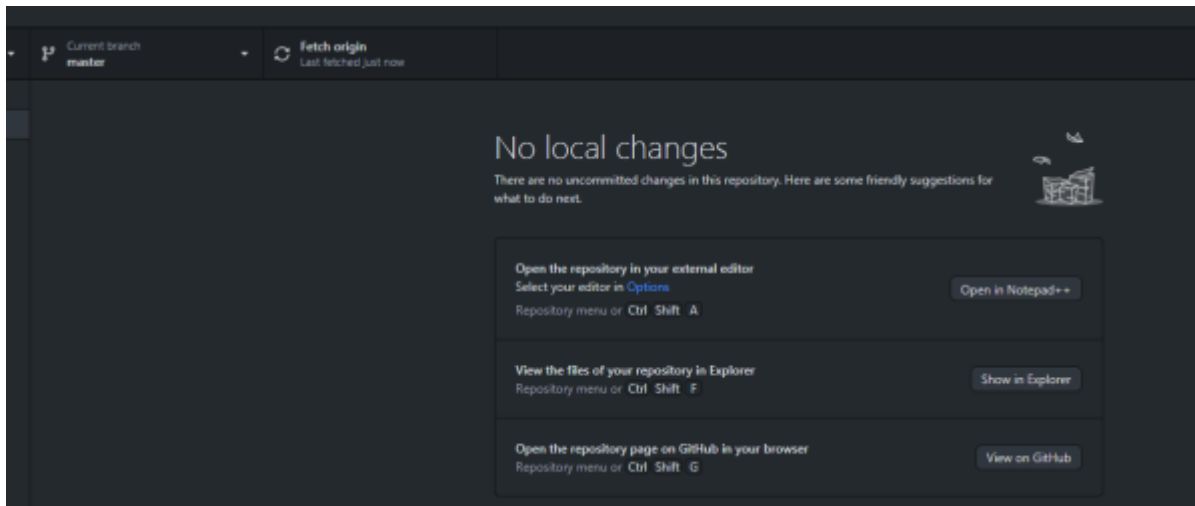 Current branch
master
Fetch origin
Last fetched just now
No local changes
There are no uncommitted changes in this repository. Here are some friendly suggestions for
what to do next.
Open the repository in your external editor
Select your editor in Options
Repository menu or Ctrl Shift A
Open in Notepad++
View the files of your repository in Explorer
Repository menu or Ctrl Shift F
Show in Explorer
Open the repository page on GitHub in your browser
Repository menu or Ctrl Shift G
View on GitHub